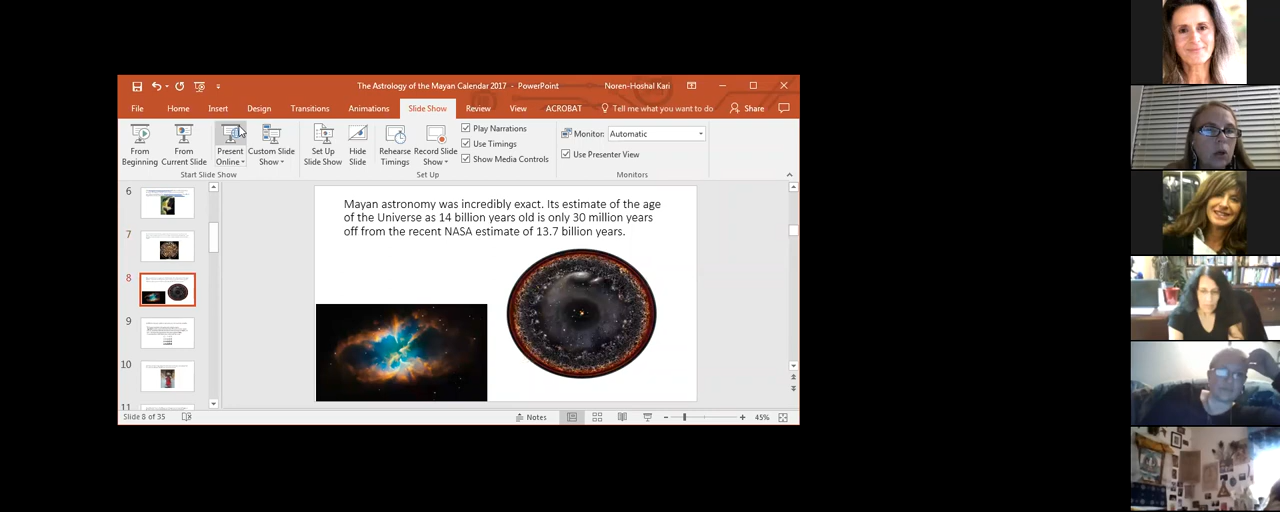 The Astrology of the Mayan Calendar 2017 - PowerPoint
Noren-Hoshal Kari
File Home Insert Design Transitions Animations Slide Show Review View ACROBAT Tell me what you want to do Share
From Beginning
From Current Slide
Present Online
Custom Slide Show
Set Up Slide Show
Hide Slide
Rehearse Timings
Record Slide Show
Play Narrations
Use Timings
Show Media Controls
Monitor: Automatic
Use Presenter View
Start Slide Show
Set Up
Monitors
6
7
8
9
10
11
Mayan astronomy was incredibly exact. Its estimate of the age
of the Universe as 14 billion years old is only 30 million years
off from the recent NASA estimate of 13.7 billion years.
Slide 8 of 35
Notes
45%